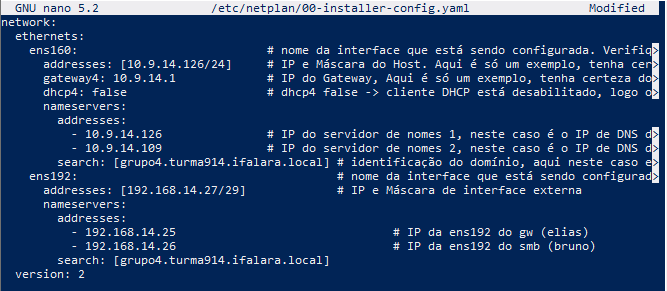 GNU nano 5.2 /etc/netplan/00-installer-config.yaml Modified
network:
  ethernets:
    ens160: # nome da interface que está sendo configurada. Verifiq>
      addresses: [10.9.14.126/24] # IP e Máscara do Host. Aqui é só um exemplo, tenha cer>
      gateway4: 10.9.14.1 # IP do Gateway, Aqui é só um exemplo, tenha certeza do>
      dhcp4: false # dhcp4 false -> cliente DHCP está desabilitado, logo o>
      nameservers:
        addresses:
          - 10.9.14.126 # IP do servidor de nomes 1, neste caso é o IP de DNS d>
          - 10.9.14.109 # IP do servidor de nomes 2, neste caso é o IP de DNS d>
        search: [grupo4.turma914.ifalara.local] # identificação do domínio, aqui neste caso e>
    ens192: # nome da interface que está sendo configurad>
      addresses: [192.168.14.27/29] # IP e Máscara de interface externa
      nameservers:
        addresses:
          - 192.168.14.25 # IP da ens192 do gw (elias)
          - 192.168.14.26 # IP da ens192 do smb (bruno)
        search: [grupo4.turma914.ifalara.local]
  version: 2